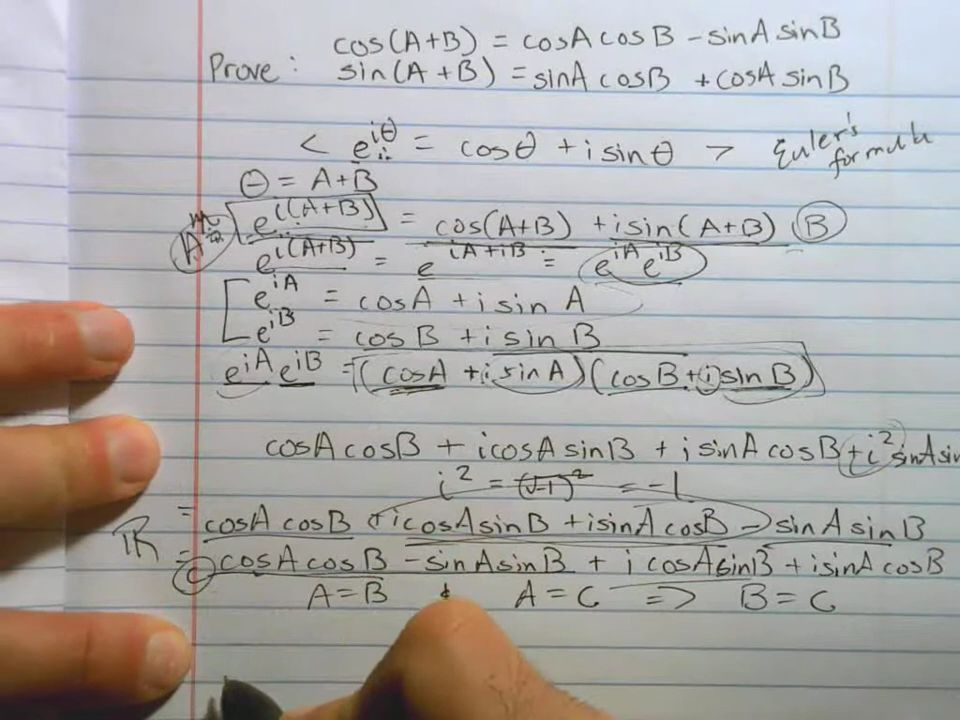 cos(A+B) = cosA cosB - sinA sinB
Prove: sin(A+B) = sinA cosB + cosA sinB
< e^{iθ} = cosθ + i sinθ > Euler's formula
θ = A+B
A e^{i(A+B)} = cos(A+B) + i sin(A+B) B
e^{i(A+B)} = e^{iA+iB} = e^{iA} e^{iB}
e^{iA} = cosA + i sin A
e^{iB} = cosB + i sin B
e^{iA} e^{iB} = (cosA + i sinA)(cosB + i sin B)
cosA cosB + i cosA sinB + i sinA cosB + i² sinA sin
i² = (√-1)² = -1
= cosA cosB + i cosA sinB + i sinA cosB - sinA sinB
= cosA cosB - sinA sinB + i cosA sinB + i sinA cosB
C
A = B & A = C => B = C